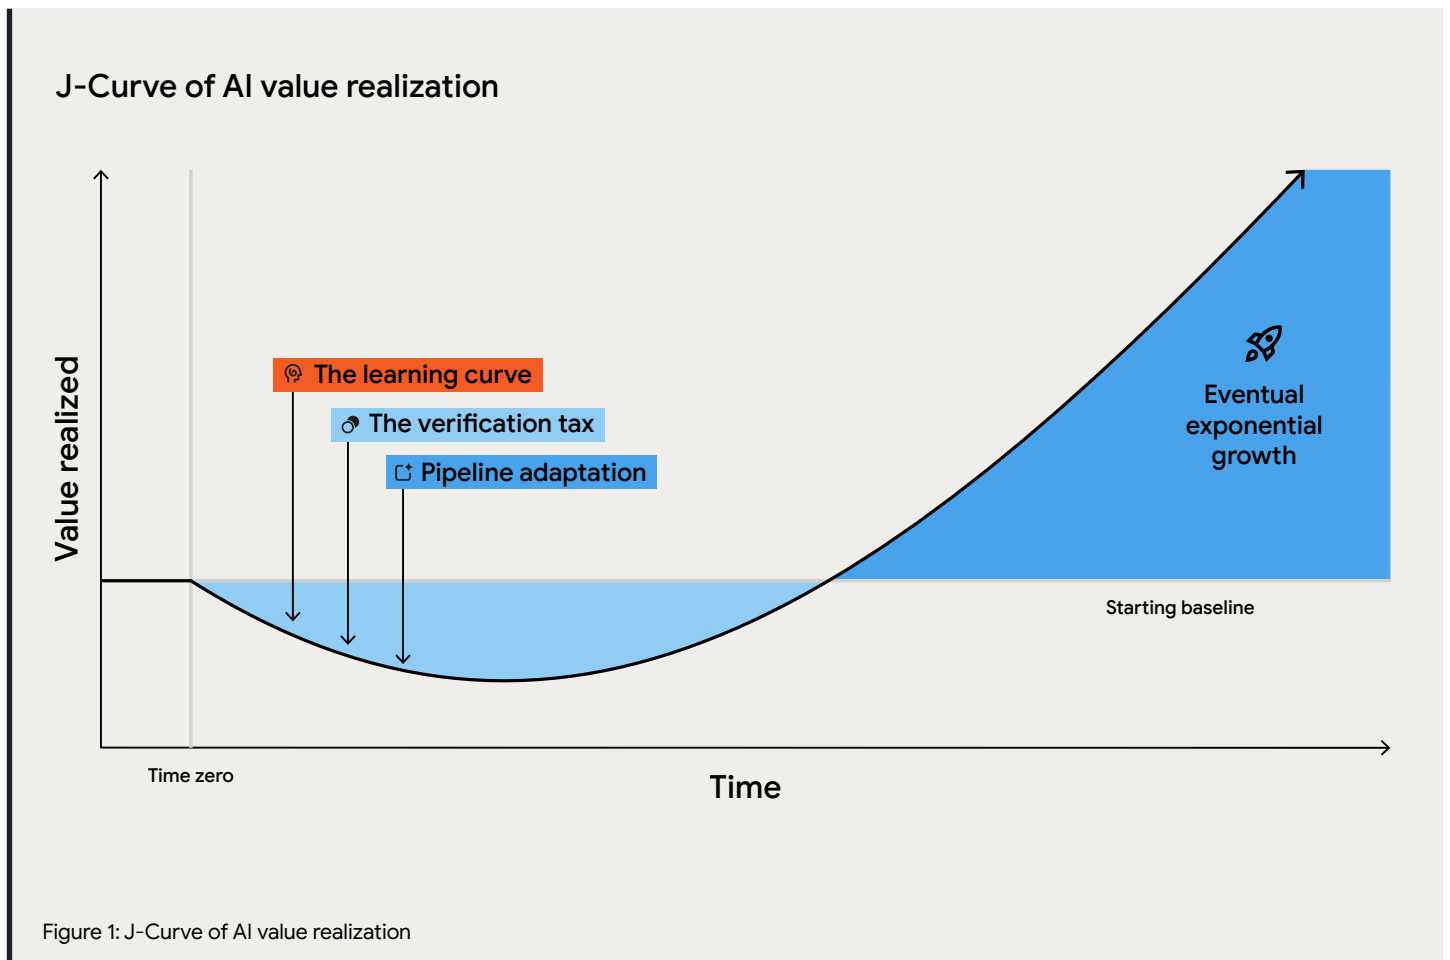 J-Curve of AI value realization
Value realized
The learning curve
The verification tax
Pipeline adaptation
Eventual
exponential
growth
Starting baseline
Time zero
Time
Figure 1: J-Curve of AI value realization